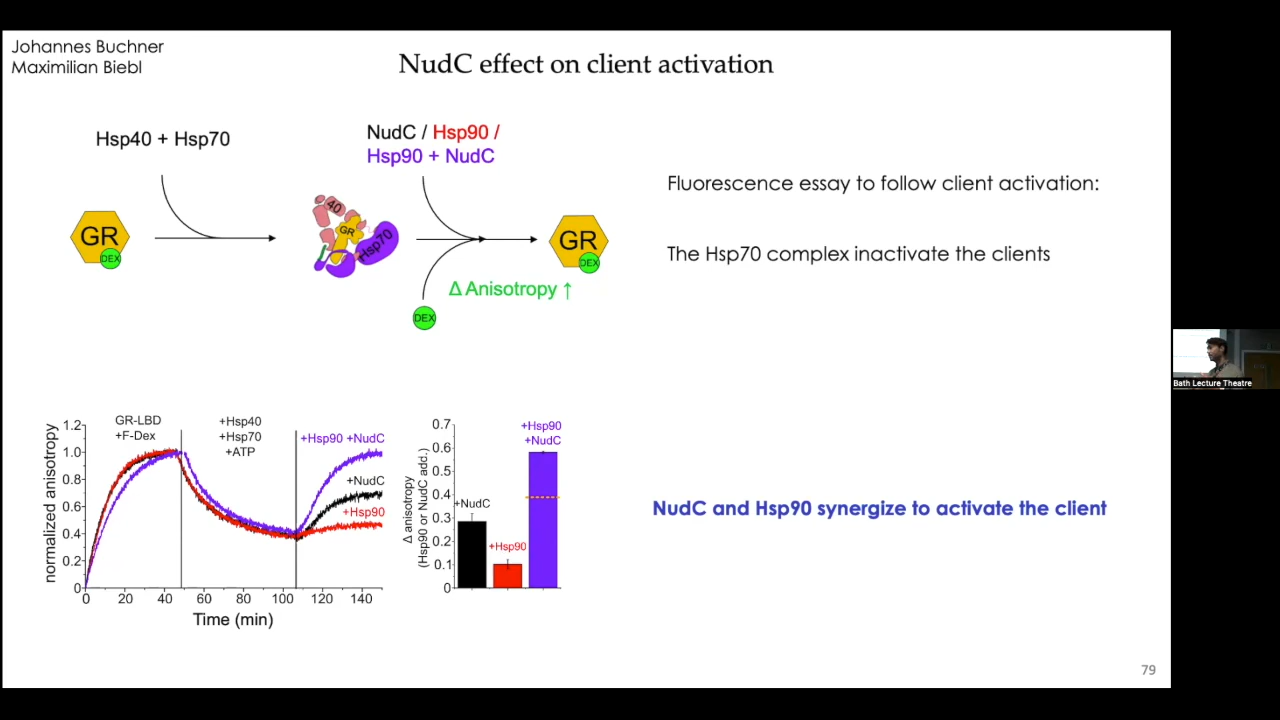 Johannes Buchner
Maximilian Biebl
NudC effect on client activation
Hsp40 + Hsp70
NudC / Hsp90 /
Hsp90 + NudC
GR
DEX
40
GR
Hsp70
GR
DEX
Δ Anisotropy ↑
DEX
Fluorescence essay to follow client activation:
The Hsp70 complex inactivate the clients
Bath Lecture Theatre
normalized anisotropy
1.2
1.0
0.8
0.6
0.4
0.2
0
GR-LBD
+F-Dex
+Hsp40
+Hsp70
+ATP
+Hsp90 +NudC
+NudC
+Hsp90
0 20 40 60 80 100 120 140
Time (min)
Δ anisotropy
(Hsp90 or NudC add.)
0.7
0.6
0.5
0.4
0.3
0.2
0.1
0
+NudC
+Hsp90
+Hsp90
+NudC
NudC and Hsp90 synergize to activate the client
79